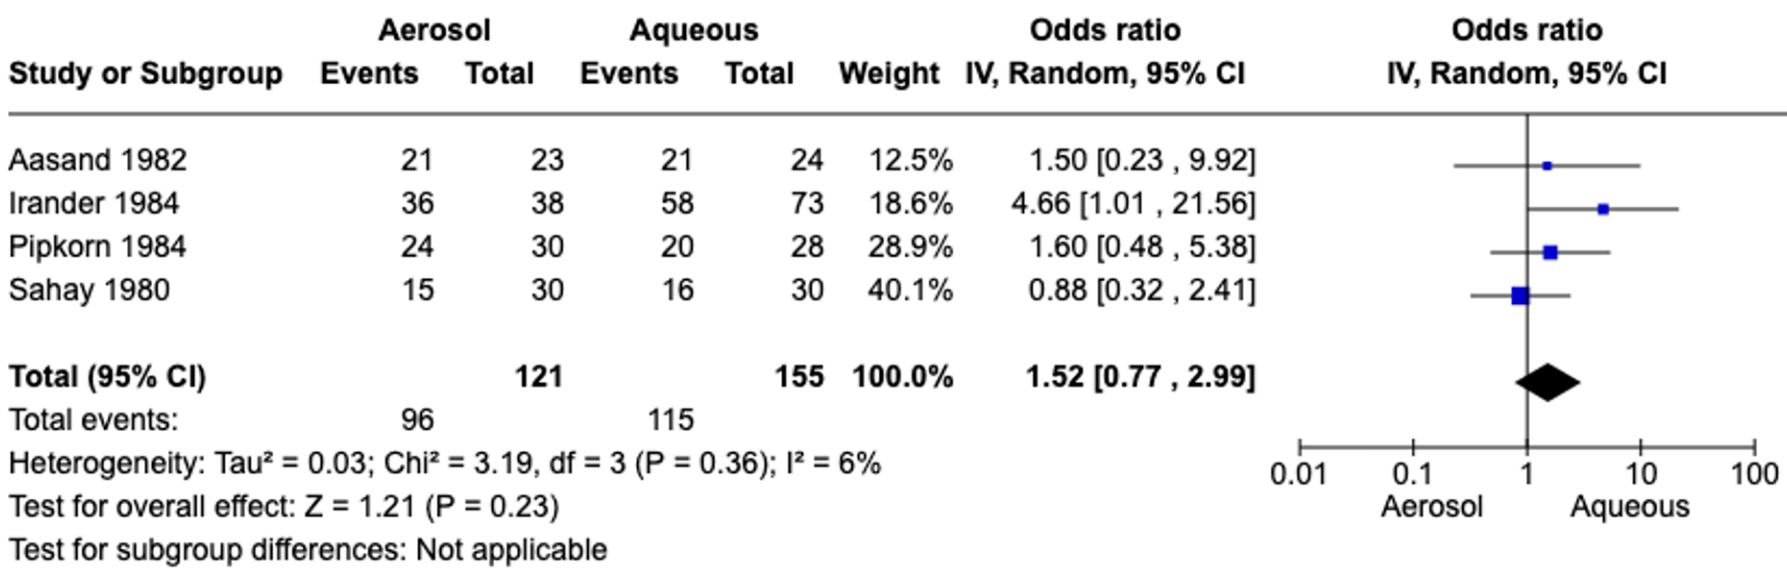 Aerosol Aqueous Odds ratio Odds ratio
Study or Subgroup Events Total Events Total Weight IV, Random, 95% CI IV, Random, 95% CI
Aasand 1982 21 23 21 24 12.5% 1.50 [0.23 , 9.92]
Irander 1984 36 38 58 73 18.6% 4.66 [1.01 , 21.56]
Pipkorn 1984 24 30 20 28 28.9% 1.60 [0.48 , 5.38]
Sahay 1980 15 30 16 30 40.1% 0.88 [0.32 , 2.41]
Total (95% CI) 121 155 100.0% 1.52 [0.77 , 2.99]
Total events: 96 115
Heterogeneity: Tau² = 0.03; Chi² = 3.19, df = 3 (P = 0.36); I² = 6%
0.01 0.1 1 10 100
Test for overall effect: Z = 1.21 (P = 0.23)
Aerosol Aqueous
Test for subgroup differences: Not applicable